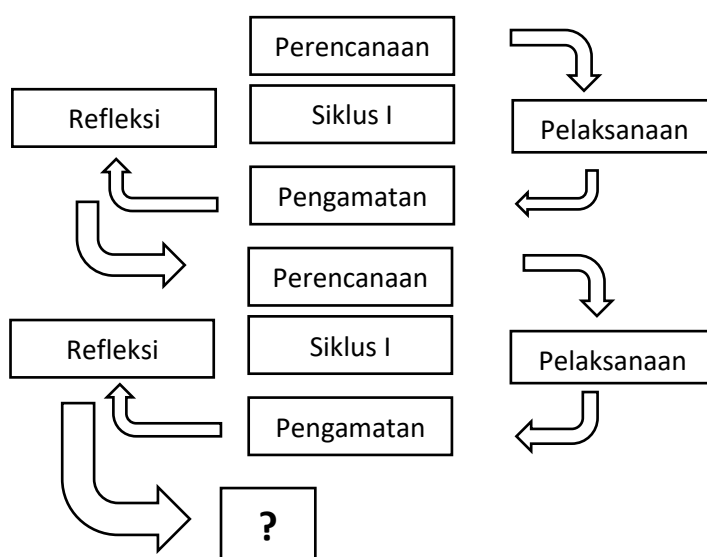 Perencanaan
Refleksi
Siklus I
Pelaksanaan
Pengamatan
Perencanaan
Refleksi
Siklus I
Pelaksanaan
Pengamatan
?